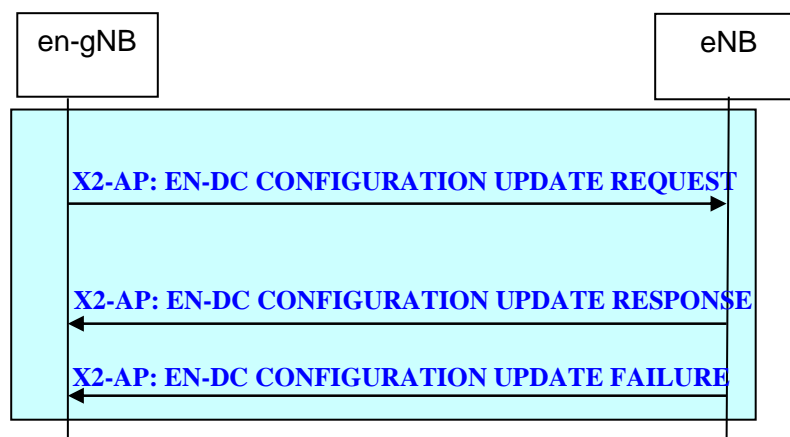 en-gNB
eNB
X2-AP: EN-DC CONFIGURATION UPDATE REQUEST
X2-AP: EN-DC CONFIGURATION UPDATE RESPONSE
X2-AP: EN-DC CONFIGURATION UPDATE FAILURE